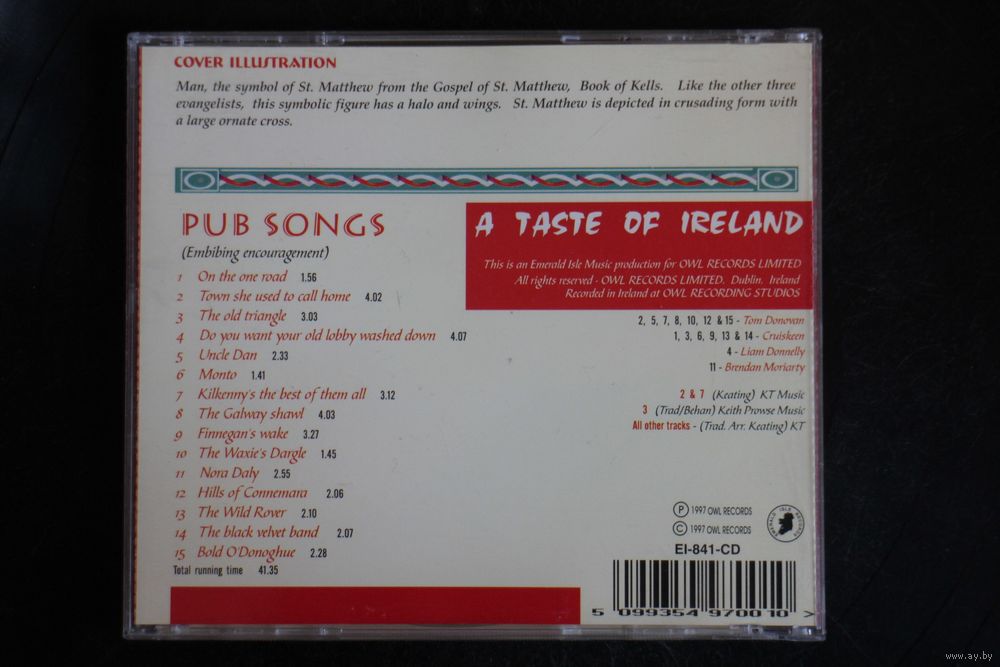 COVER ILLUSTRATION
Man, the symbol of St. Matthew from the Gospel of St. Matthew, Book of Kells. Like the other three
evangelists, this symbolic figure has a halo and wings. St. Matthew is depicted in crusading form with
a large ornate cross.
PUB SONGS
(Embibing encouragement)
1 On the one road 1.56
2 Town she used to call home 4.02
3 The old triangle 3.03
4 Do you want your old lobby washed down 4.07
5 Uncle Dan 2.33
6 Monto 1.41
7 Kilkenny's the best of them all 3.12
8 The Galway shawl 4.03
9 Finnegan's wake 3.27
10 The Waxie's Dargle 1.45
11 Nora Daly 2.55
12 Hills of Connemara 2.06
13 The Wild Rover 2.10
14 The black velvet band 2.07
15 Bold O'Donoghue 2.28
Total running time 41.35
A TASTE OF IRELAND
This is an Emerald Isle Music production for OWL RECORDS LIMITED
All rights reserved - OWL RECORDS LIMITED. Dublin. Ireland
Recorded in Ireland at OWL RECORDING STUDIOS
2, 5, 7, 8, 10, 12 & 15 - Tom Donovan
1, 3, 6, 9, 13 & 14 - Cruiskeen
4 - Liam Donnelly
11 - Brendan Moriarty
2 & 7 (Keating) KT Music
3 (Trad/Behan) Keith Prowse Music
All other tracks - (Trad. Arr. Keating) KT
Ⓟ 1997 OWL RECORDS
© 1997 OWL RECORDS
EMERALD ISLE RECORDS
EI-841-CD
5 099354 970010 >
www.ay.by